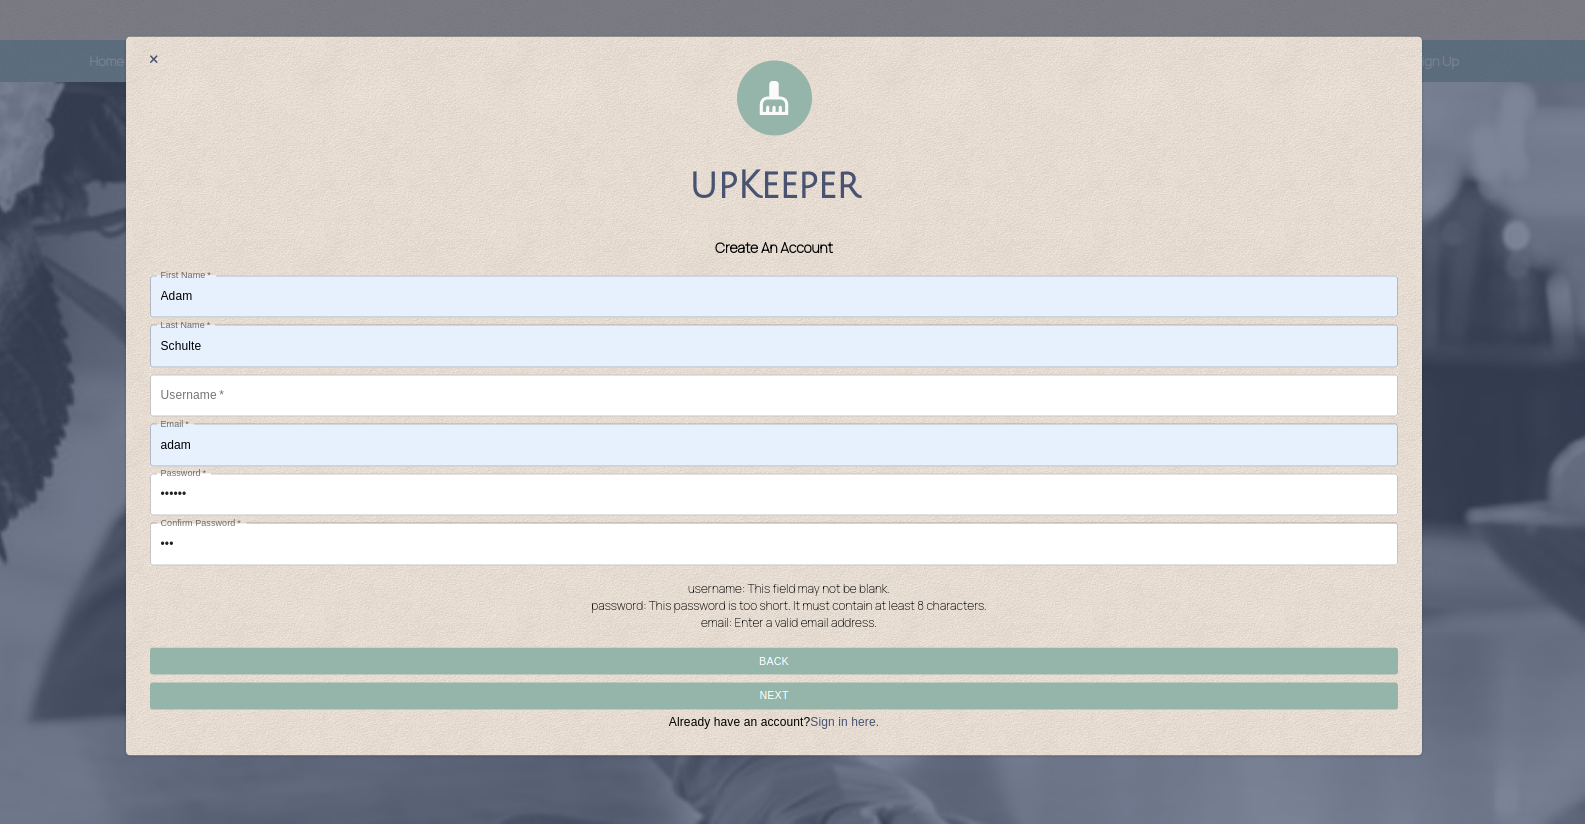 Home
ign Up
×
UPKEEPER
Create An Account
First Name *
Adam
Last Name *
Schulte
Username *
Email *
adam
Password *
••••••
Confirm Password *
•••
username: This field may not be blank.
password: This password is too short. It must contain at least 8 characters.
email: Enter a valid email address.
BACK
NEXT
Already have an account?Sign in here.